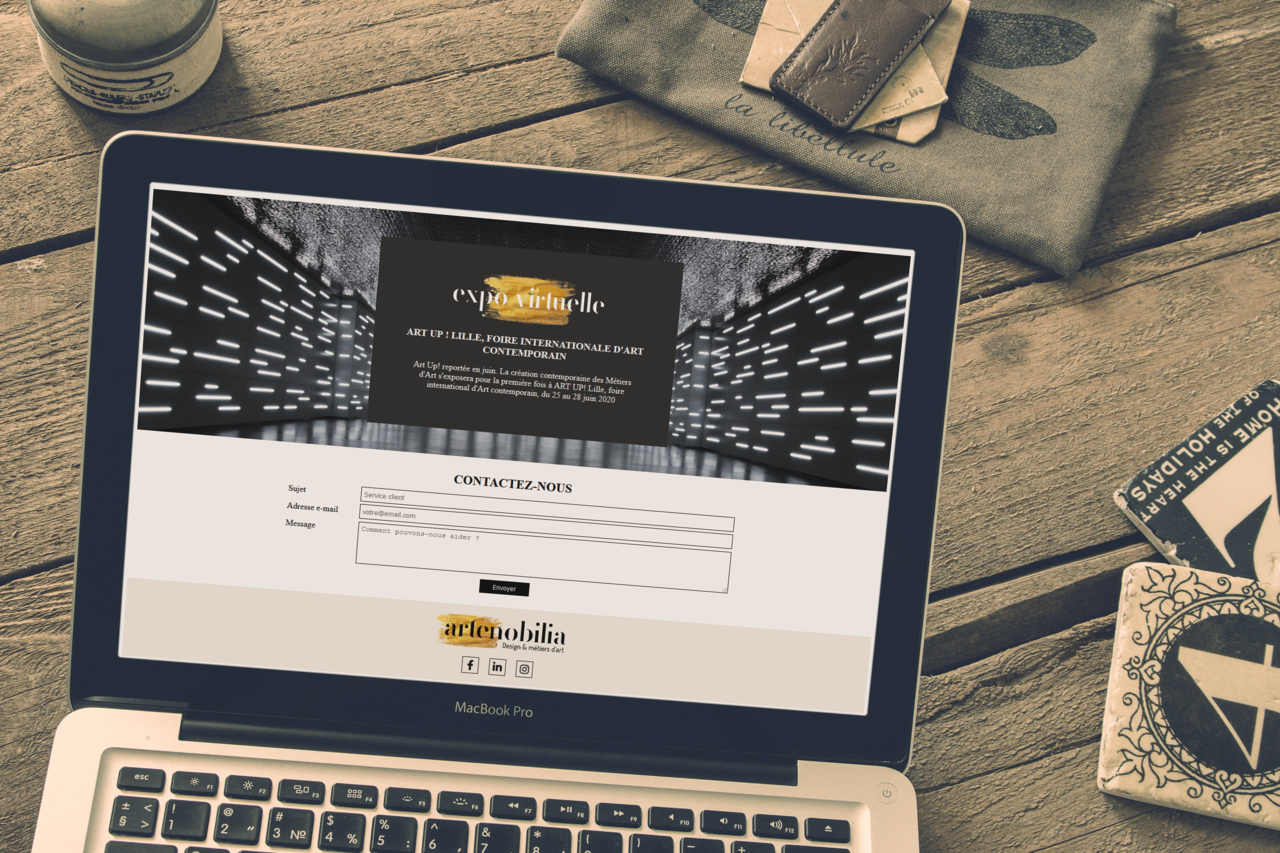 la libellule
expo virtuelle
ART UP ! LILLE, FOIRE INTERNATIONALE D'ART
CONTEMPORAIN
Art Up! reportée en juin. La création contemporaine des Métiers
d'Art s'exposera pour la première fois à ART UP! Lille, foire
international d'Art contemporain, du 25 au 28 juin 2020
CONTACTEZ-NOUS
Sujet
Service client
Adresse e-mail
votre@email.com
Message
Comment pouvons-nous aider ?
Envoyer
artenobilia
Design & métiers d'art
f in
MacBook Pro
HOME IS THE HEART
OF THE HOLIDAYS
esc F1 F2 F3 F4 F5 F6 F7 F8 F9 F10 F11 F12
± § < > ! 1 @ 2 " # 3 № $ 4 % % 5 : ^ 6 , & 7 * 8